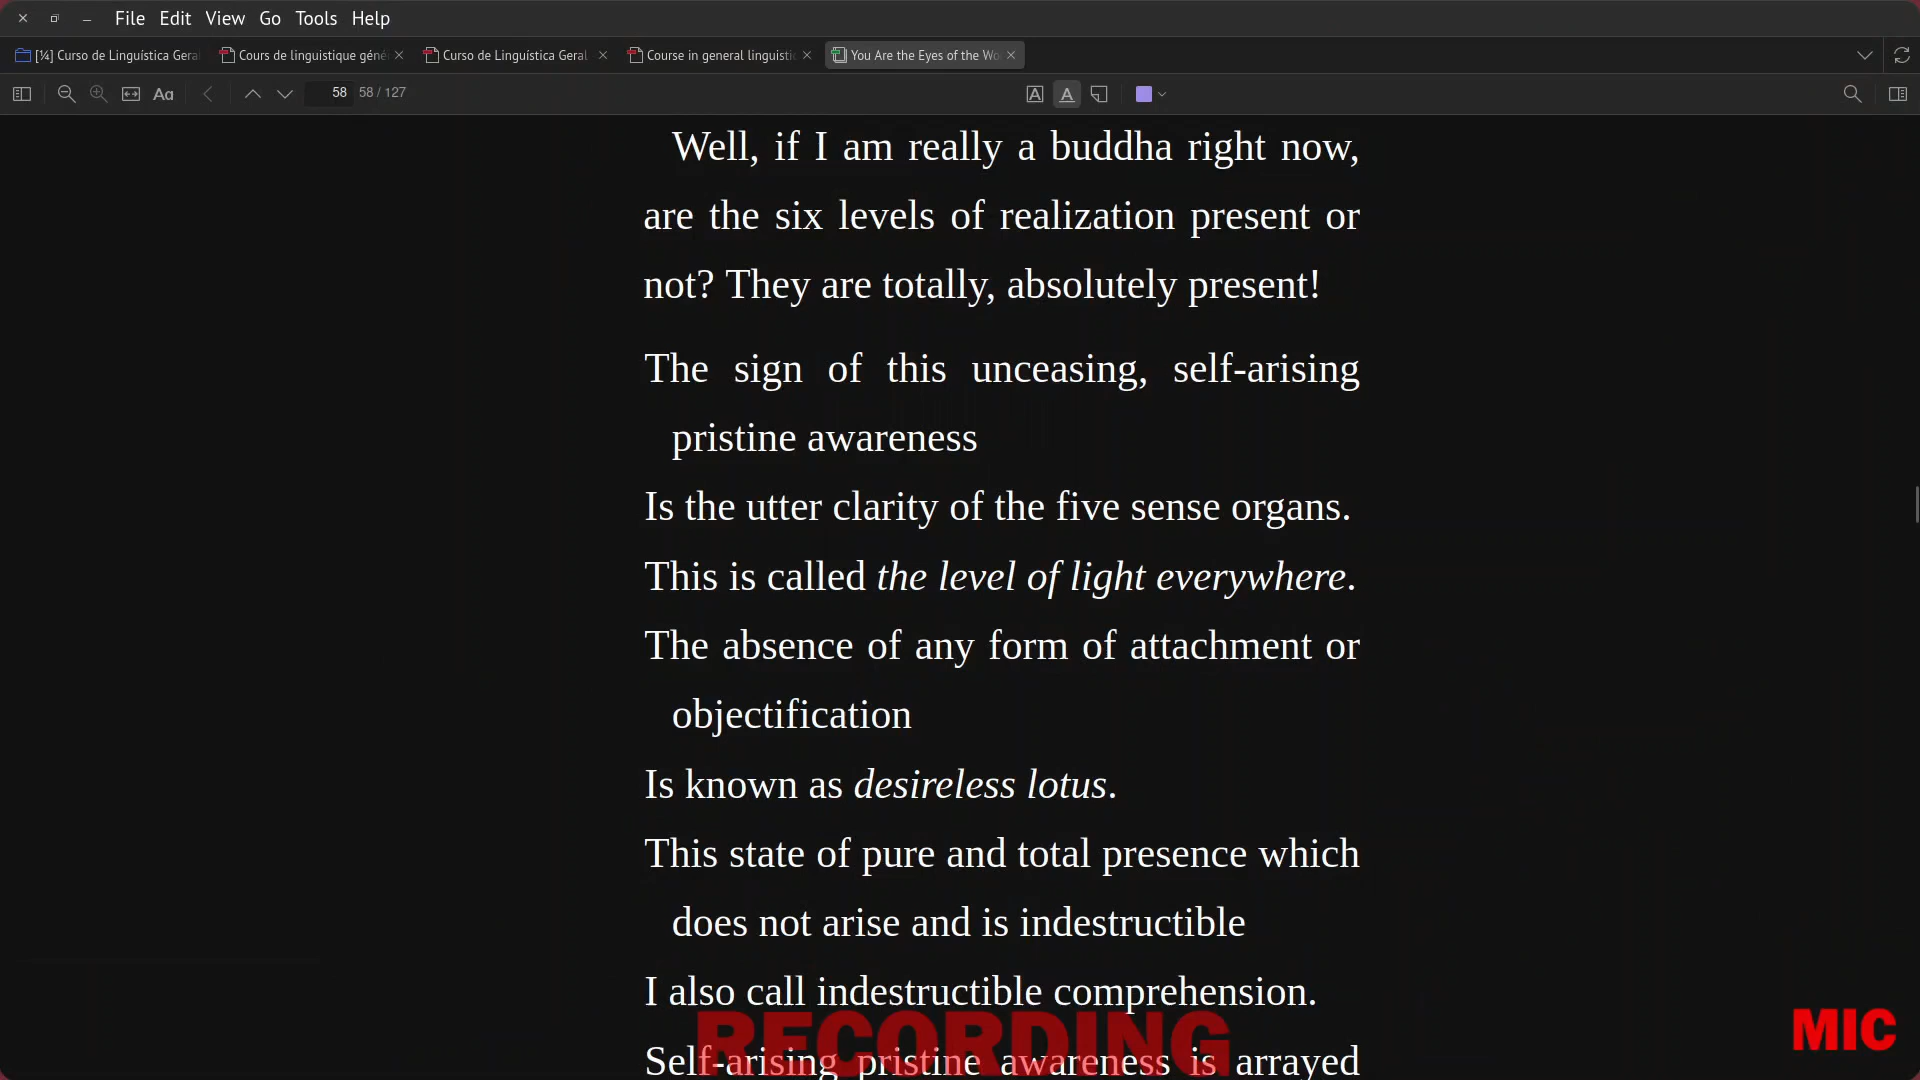 File Edit View Go Tools Help
[¼] Curso de Linguística Gera
Cours de linguistique géné
Curso de Linguística Geral
Course in general linguistic
You Are the Eyes of the Wo
Aa
58 58 / 127
Well, if I am really a buddha right now,
are the six levels of realization present or
not? They are totally, absolutely present!
The sign of this unceasing, self-arising
pristine awareness
Is the utter clarity of the five sense organs.
This is called the level of light everywhere.
The absence of any form of attachment or
objectification
Is known as desireless lotus.
This state of pure and total presence which
does not arise and is indestructible
I also call indestructible comprehension.
Self-arising pristine awareness is arrayed
RECORDING
MIC